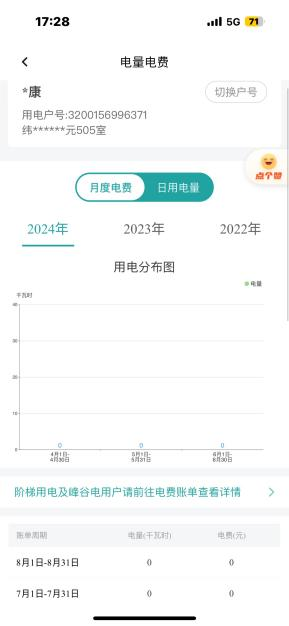 17:28
5G 71
电量电费
*康
切换户号
用电户号:3200156996371
纬******元505室
点个赞
月度电费 日用电量
2024年 2023年 2022年
用电分布图
电量
千瓦时
40
30
20
10
0
0 0 0
4月1日- 5月1日- 6月1日-
4月30日 5月31日 8月30日
阶梯用电及峰谷电用户请前往电费账单查看详情
账单周期 电量(千瓦时) 电费(元)
8月1日-8月31日 0 0
7月1日-7月31日 0 0